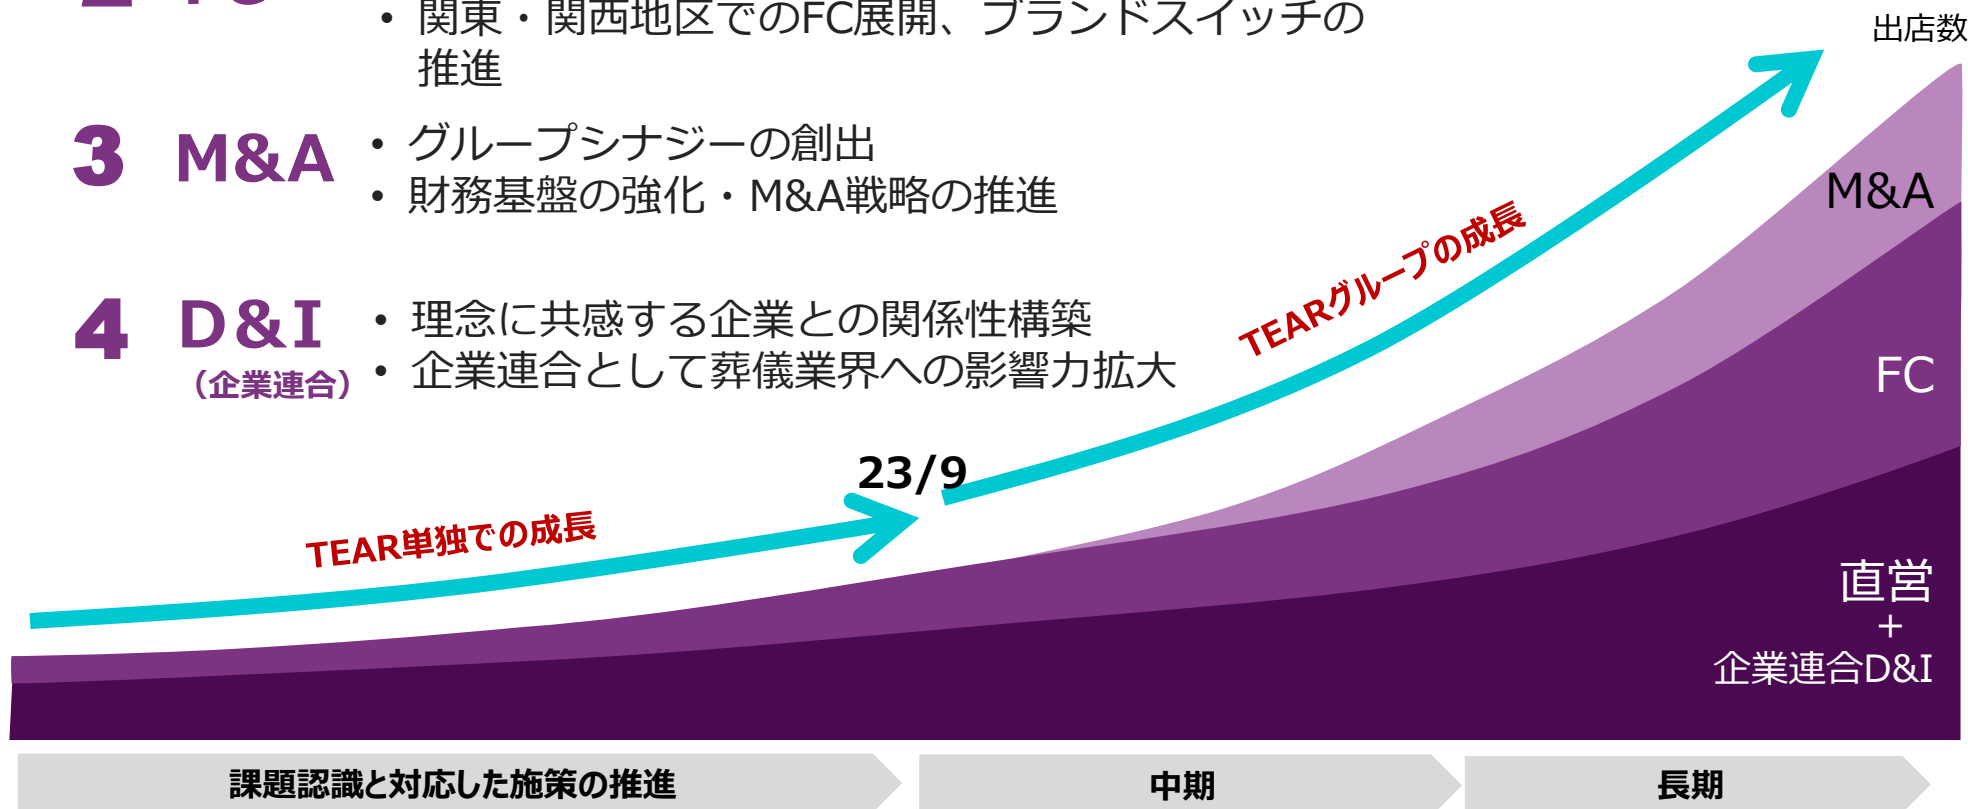 ・関東・関西地区でのFC展開、ブランドスイッチの
推進
出店数
3 M&A
・グループシナジーの創出
・財務基盤の強化・M&A戦略の推進
4 D&I
（企業連合）
・理念に共感する企業との関係性構築
・企業連合として葬儀業界への影響力拡大
TEARグループの成長
23/9
TEAR単独での成長
M&A
FC
直営
+
企業連合D&I
課題認識と対応した施策の推進
中期
長期